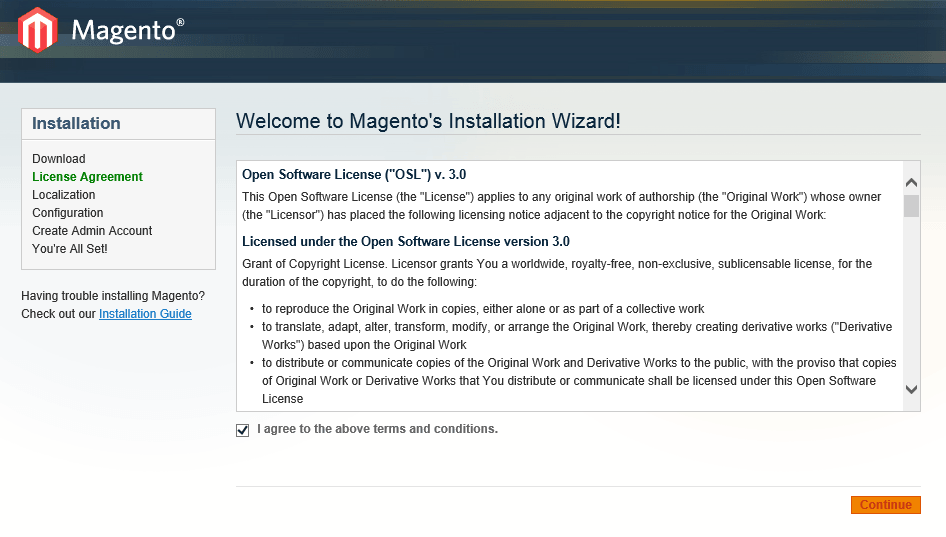 Magento®
Installation
Download
License Agreement
Localization
Configuration
Create Admin Account
You're All Set!
Having trouble installing Magento?
Check out our Installation Guide
Welcome to Magento's Installation Wizard!
Open Software License ("OSL") v. 3.0
This Open Software License (the "License") applies to any original work of authorship (the "Original Work") whose owner
(the "Licensor") has placed the following licensing notice adjacent to the copyright notice for the Original Work:
Licensed under the Open Software License version 3.0
Grant of Copyright License. Licensor grants You a worldwide, royalty-free, non-exclusive, sublicensable license, for the
duration of the copyright, to do the following:
• to reproduce the Original Work in copies, either alone or as part of a collective work
• to translate, adapt, alter, transform, modify, or arrange the Original Work, thereby creating derivative works ("Derivative
Works") based upon the Original Work
• to distribute or communicate copies of the Original Work and Derivative Works to the public, with the proviso that copies
of Original Work or Derivative Works that You distribute or communicate shall be licensed under this Open Software
License
I agree to the above terms and conditions.
Continue